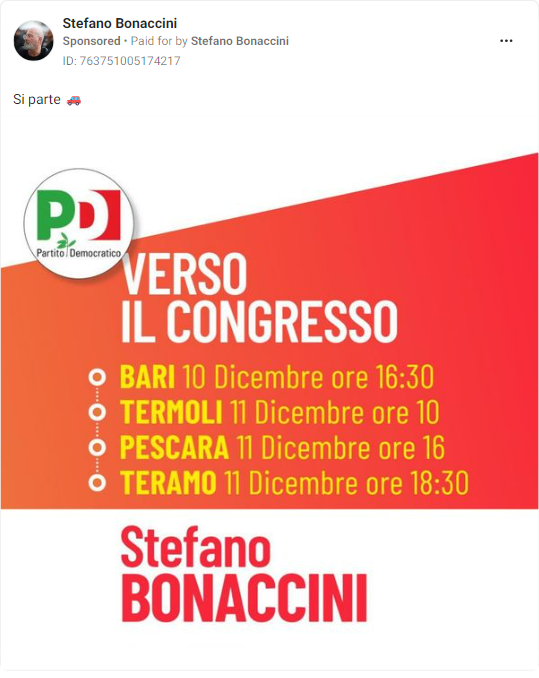 Stefano Bonaccini
Sponsored • Paid for by Stefano Bonaccini
ID: 763751005174217
Si parte 🚗
PD
Partito Democratico
VERSO
IL CONGRESSO
BARI 10 Dicembre ore 16:30
TERMOLI 11 Dicembre ore 10
PESCARA 11 Dicembre ore 16
TERAMO 11 Dicembre ore 18:30
Stefano
BONACCINI